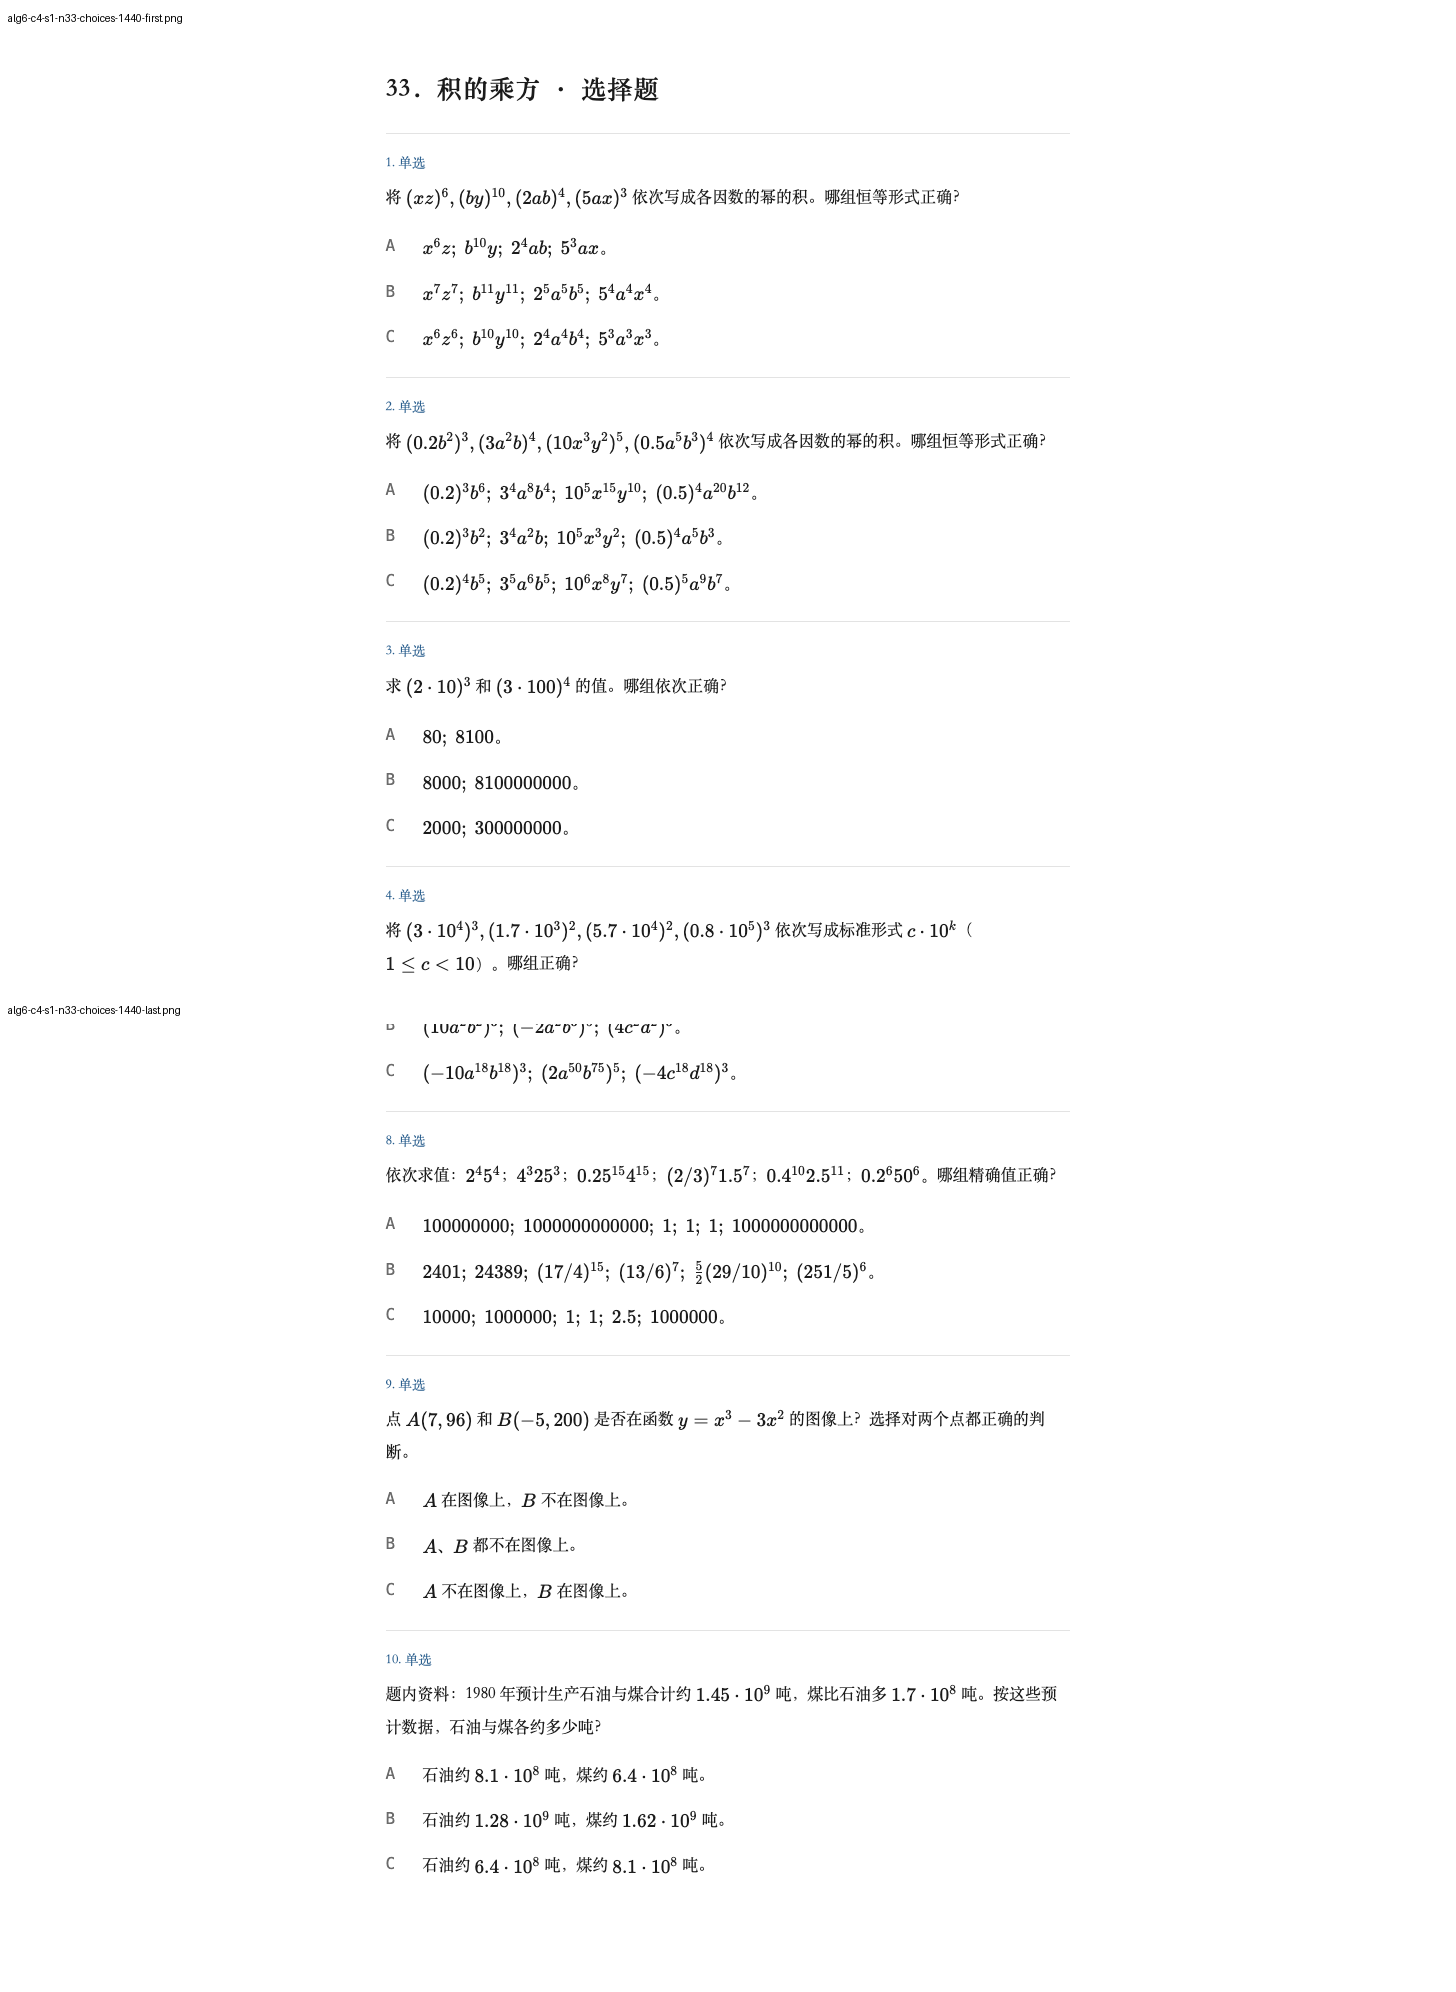 alg6-c4-s1-n33-choices-1440-first.png
33. 积的乘方 · 选择题
1. 单选
将 (xz)⁶, (by)¹⁰, (2ab)⁴, (5ax)³ 依次写成各因数的幂的积。哪组恒等形式正确？
A x⁶z; b¹⁰y; 2⁴ab; 5³ax。
B x⁷z⁷; b¹¹y¹¹; 2⁵a⁵b⁵; 5⁴a⁴x⁴。
C x⁶z⁶; b¹⁰y¹⁰; 2⁴a⁴b⁴; 5³a³x³。
2. 单选
将 (0.2b²)³, (3a²b)⁴, (10x³y²)⁵, (0.5a⁵b³)⁴ 依次写成各因数的幂的积。哪组恒等形式正确？
A (0.2)³b⁶; 3⁴a⁸b⁴; 10⁵x¹⁵y¹⁰; (0.5)⁴a²⁰b¹²。
B (0.2)³b²; 3⁴a²b; 10⁵x³y²; (0.5)⁴a⁵b³。
C (0.2)⁴b⁵; 3⁵a⁶b⁵; 10⁶x⁸y⁷; (0.5)⁵a⁹b⁷。
3. 单选
求 (2 · 10)³ 和 (3 · 100)⁴ 的值。哪组依次正确？
A 80; 8100。
B 8000; 8100000000。
C 2000; 300000000。
4. 单选
将 (3 · 10⁴)³, (1.7 · 10³)², (5.7 · 10⁴)², (0.8 · 10⁵)³ 依次写成标准形式 c · 10ᵏ（
1 ≤ c < 10）。哪组正确？
alg6-c4-s1-n33-choices-1440-last.png
C (−10a¹⁸b¹⁸)³; (2a⁵⁰b⁷⁵)⁵; (−4c¹⁸d¹⁸)³。
8. 单选
依次求值：2⁴5⁴；4³25³；0.25¹⁵4¹⁵；(2/3)⁷1.5⁷；0.4¹⁰2.5¹¹；0.2⁶50⁶。哪组精确值正确？
A 100000000; 1000000000000; 1; 1; 1; 1000000000000。
B 2401; 24389; (17/4)¹⁵; (13/6)⁷; 5/2(29/10)¹⁰; (251/5)⁶。
C 10000; 1000000; 1; 1; 2.5; 1000000。
9. 单选
点 A(7, 96) 和 B(−5, 200) 是否在函数 y = x³ − 3x² 的图像上？选择对两个点都正确的判
断。
A A 在图像上，B 不在图像上。
B A、B 都不在图像上。
C A 不在图像上，B 在图像上。
10. 单选
题内资料：1980 年预计生产石油与煤合计约 1.45 · 10⁹ 吨，煤比石油多 1.7 · 10⁸ 吨。按这些预
计数据，石油与煤各约多少吨？
A 石油约 8.1 · 10⁸ 吨，煤约 6.4 · 10⁸ 吨。
B 石油约 1.28 · 10⁹ 吨，煤约 1.62 · 10⁹ 吨。
C 石油约 6.4 · 10⁸ 吨，煤约 8.1 · 10⁸ 吨。